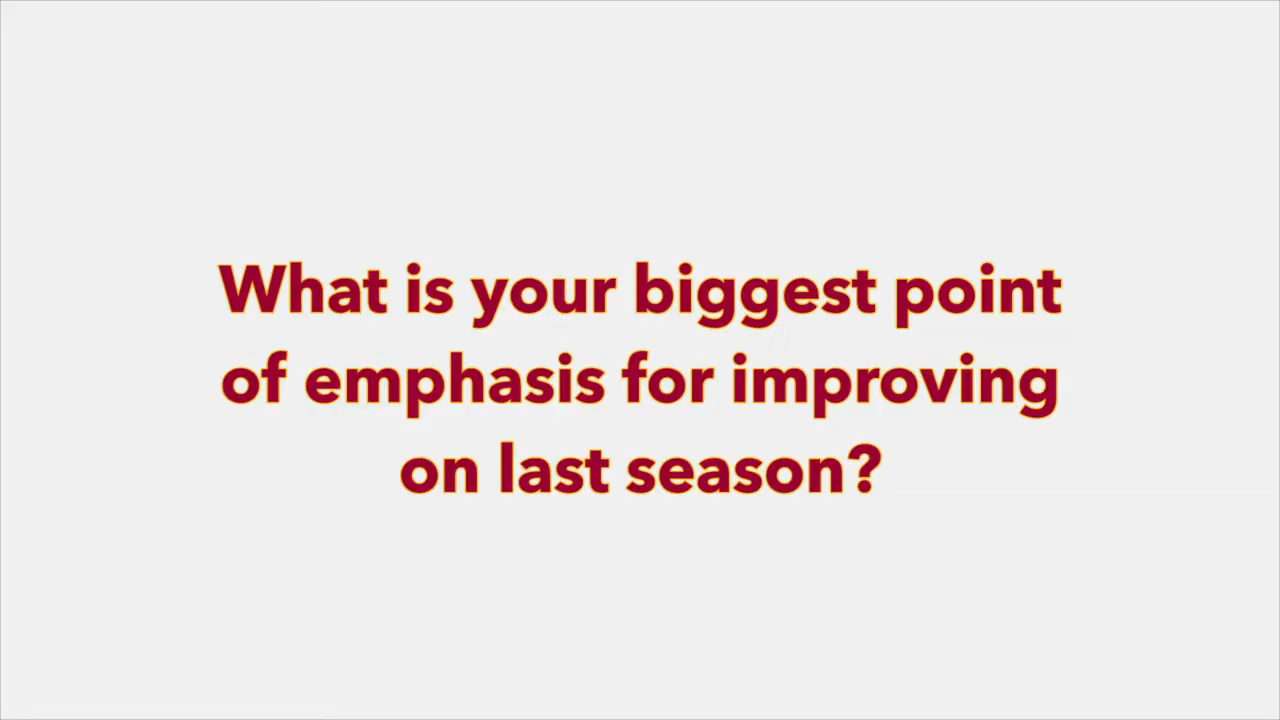 What is your biggest point
of emphasis for improving
on last season?